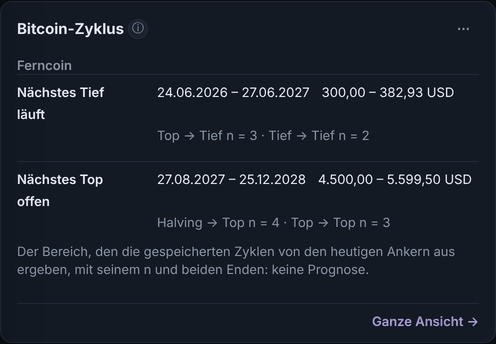 Bitcoin-Zyklus ⓘ ···
Ferncoin
Nächstes Tief 24.06.2026 – 27.06.2027 300,00 – 382,93 USD
läuft
Top → Tief n = 3 · Tief → Tief n = 2
Nächstes Top 27.08.2027 – 25.12.2028 4.500,00 – 5.599,50 USD
offen
Halving → Top n = 4 · Top → Top n = 3
Der Bereich, den die gespeicherten Zyklen von den heutigen Ankern aus
ergeben, mit seinem n und beiden Enden: keine Prognose.
Ganze Ansicht →